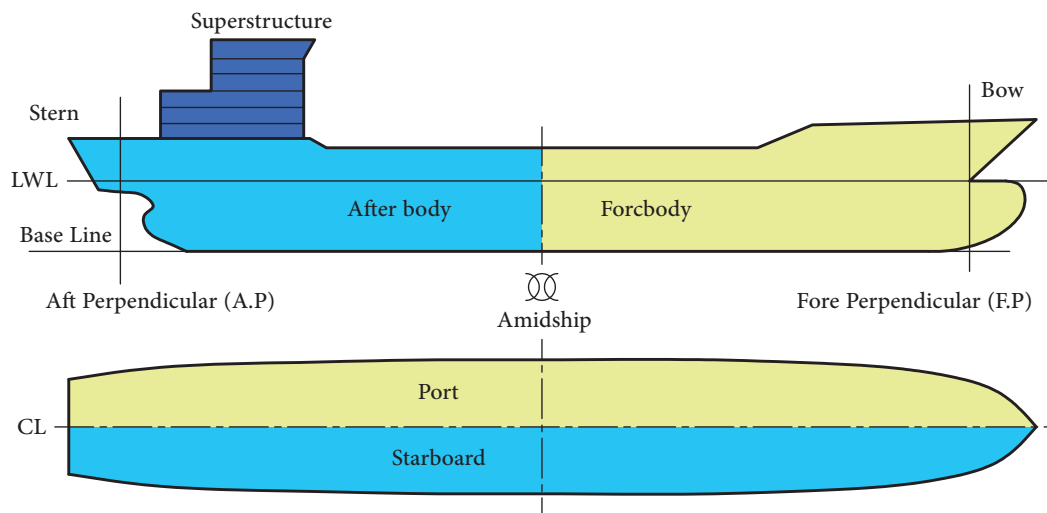 Superstructure
Bow
Stern
LWL
After body
Forcbody
Base Line
Aft Perpendicular (A.P)
Fore Perpendicular (F.P)
Amidship
Port
CL
Starboard